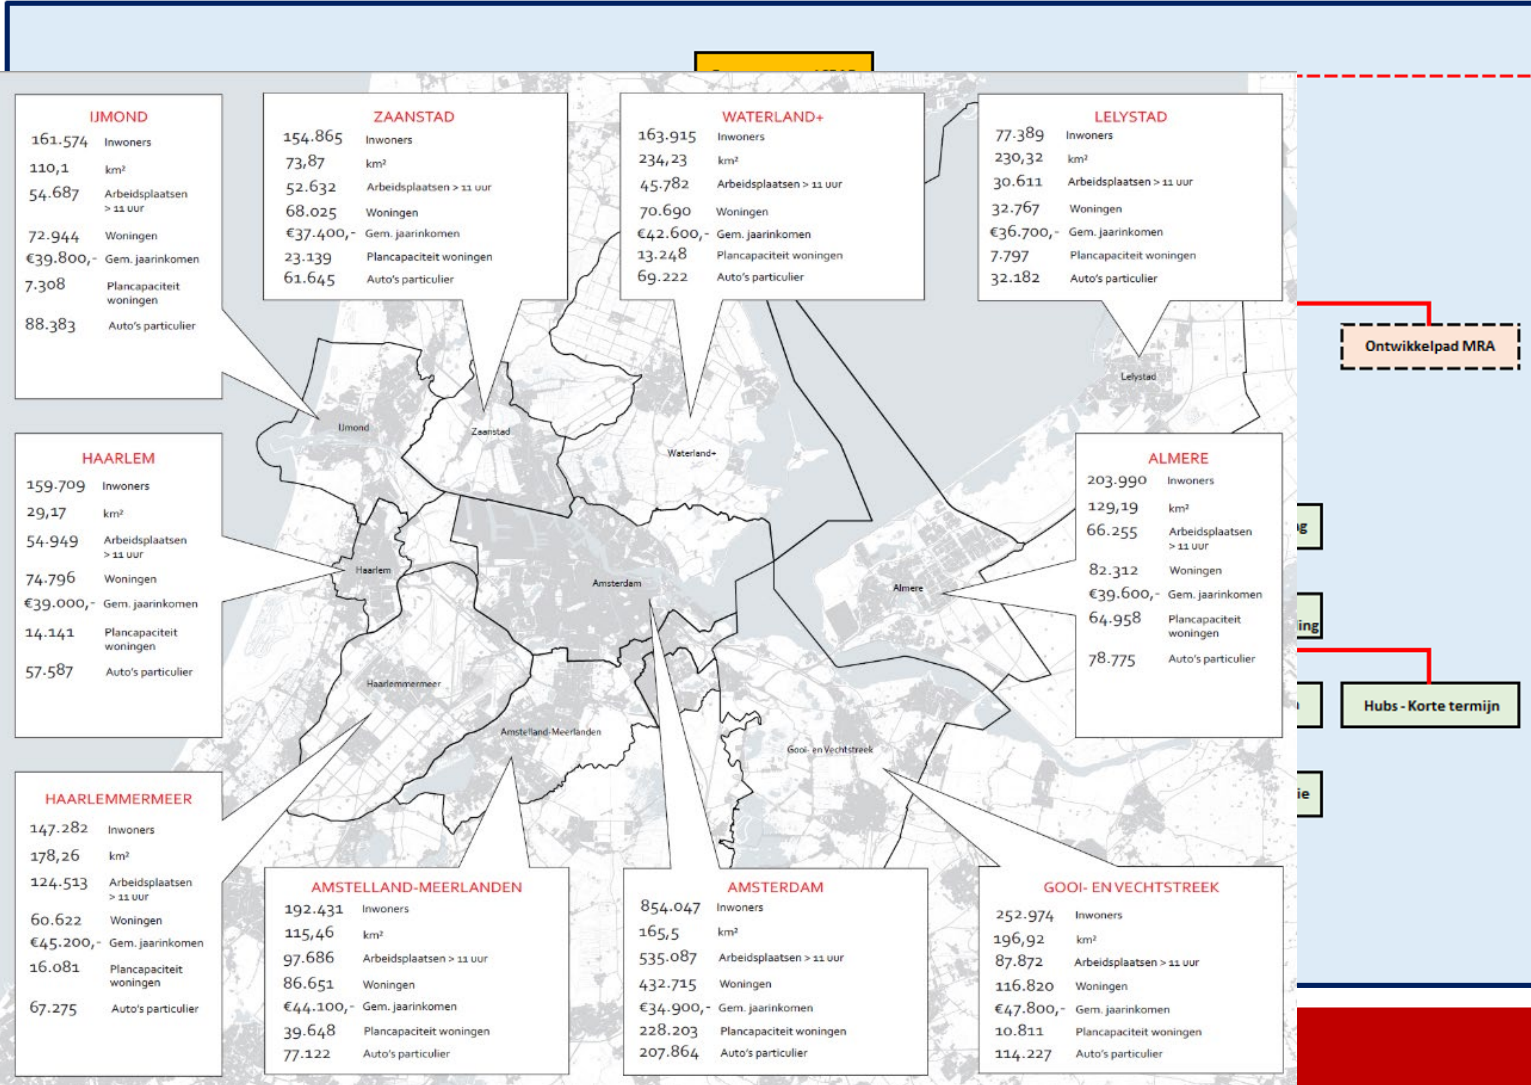 IJMOND
161.574 Inwoners
110,1 km²
54.687 Arbeidsplaatsen
> 11 uur
72.944 Woningen
€39.800,- Gem. jaarinkomen
7.308 Plancapaciteit
woningen
88.383 Auto's particulier
ZAANSTAD
154.865 Inwoners
73,87 km²
52.632 Arbeidsplaatsen > 11 uur
68.025 Woningen
€37.400,- Gem. jaarinkomen
23.139 Plancapaciteit woningen
61.645 Auto's particulier
WATERLAND+
163.915 Inwoners
234,23 km²
45.782 Arbeidsplaatsen > 11 uur
70.690 Woningen
€42.600,- Gem. jaarinkomen
13.248 Plancapaciteit woningen
69.222 Auto's particulier
LELYSTAD
77.389 Inwoners
230,32 km²
30.611 Arbeidsplaatsen > 11 uur
32.767 Woningen
€36.700,- Gem. jaarinkomen
7.797 Plancapaciteit woningen
32.182 Auto's particulier
Ontwikkelpad MRA
Lelystad
IJmond
Zaanstad
Waterland+
HAARLEM
159.709 Inwoners
29,17 km²
54.949 Arbeidsplaatsen
> 11 uur
74.796 Woningen
€39.000,- Gem. jaarinkomen
14.141 Plancapaciteit
woningen
57.587 Auto's particulier
Haarlem
Amsterdam
Almere
ALMERE
203.990 Inwoners
129,19 km²
66.255 Arbeidsplaatsen
> 11 uur
82.312 Woningen
€39.600,- Gem. jaarinkomen
64.958 Plancapaciteit
woningen
78.775 Auto's particulier
Hubs - Korte termijn
Haarlemmermeer
Amstelland-Meerlanden
Gooi- en Vechtstreek
HAARLEMMERMEER
147.282 Inwoners
178,26 km²
124.513 Arbeidsplaatsen
> 11 uur
60.622 Woningen
€45.200,- Gem. jaarinkomen
16.081 Plancapaciteit
woningen
67.275 Auto's particulier
AMSTELLAND-MEERLANDEN
192.431 Inwoners
115,46 km²
97.686 Arbeidsplaatsen > 11 uur
86.651 Woningen
€44.100,- Gem. jaarinkomen
39.648 Plancapaciteit woningen
77.122 Auto's particulier
AMSTERDAM
854.047 Inwoners
165,5 km²
535.087 Arbeidsplaatsen > 11 uur
432.715 Woningen
€34.900,- Gem. jaarinkomen
228.203 Plancapaciteit woningen
207.864 Auto's particulier
GOOI- EN VECHTSTREEK
252.974 Inwoners
196,92 km²
87.872 Arbeidsplaatsen > 11 uur
116.820 Woningen
€47.800,- Gem. jaarinkomen
10.811 Plancapaciteit woningen
114.227 Auto's particulier